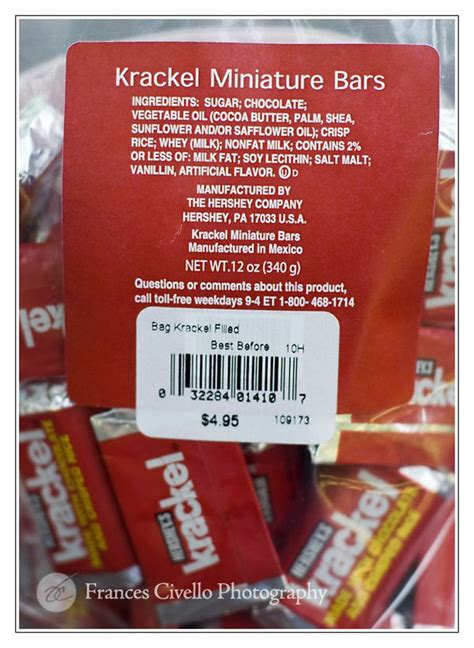 Krackel Miniature Bars
INGREDIENTS: SUGAR; CHOCOLATE;
VEGETABLE OIL (COCOA BUTTER, PALM, SHEA,
SUNFLOWER AND/OR SAFFLOWER OIL); CRISP
RICE; WHEY (MILK); NONFAT MILK; CONTAINS 2%
OR LESS OF: MILK FAT; SOY LECITHIN; SALT MALT;
VANILLIN, ARTIFICIAL FLAVOR. Ⓤ D
MANUFACTURED BY
THE HERSHEY COMPANY
HERSHEY, PA 17033 U.S.A.
Krackel Miniature Bars
Manufactured in Mexico
NET WT.12 oz (340 g)
Questions or comments about this product,
call toll-free weekdays 9-4 ET 1-800- 468-1714
Bag Krackel Filled
Best Before 10H
0 32284 01410 7
$4.95 109173
HERSHEY'S
Krackel
Krackel
Krackel
HERSHEY'S
Krackel
HERSHEY'S
Krackel
Frances Civello Photography